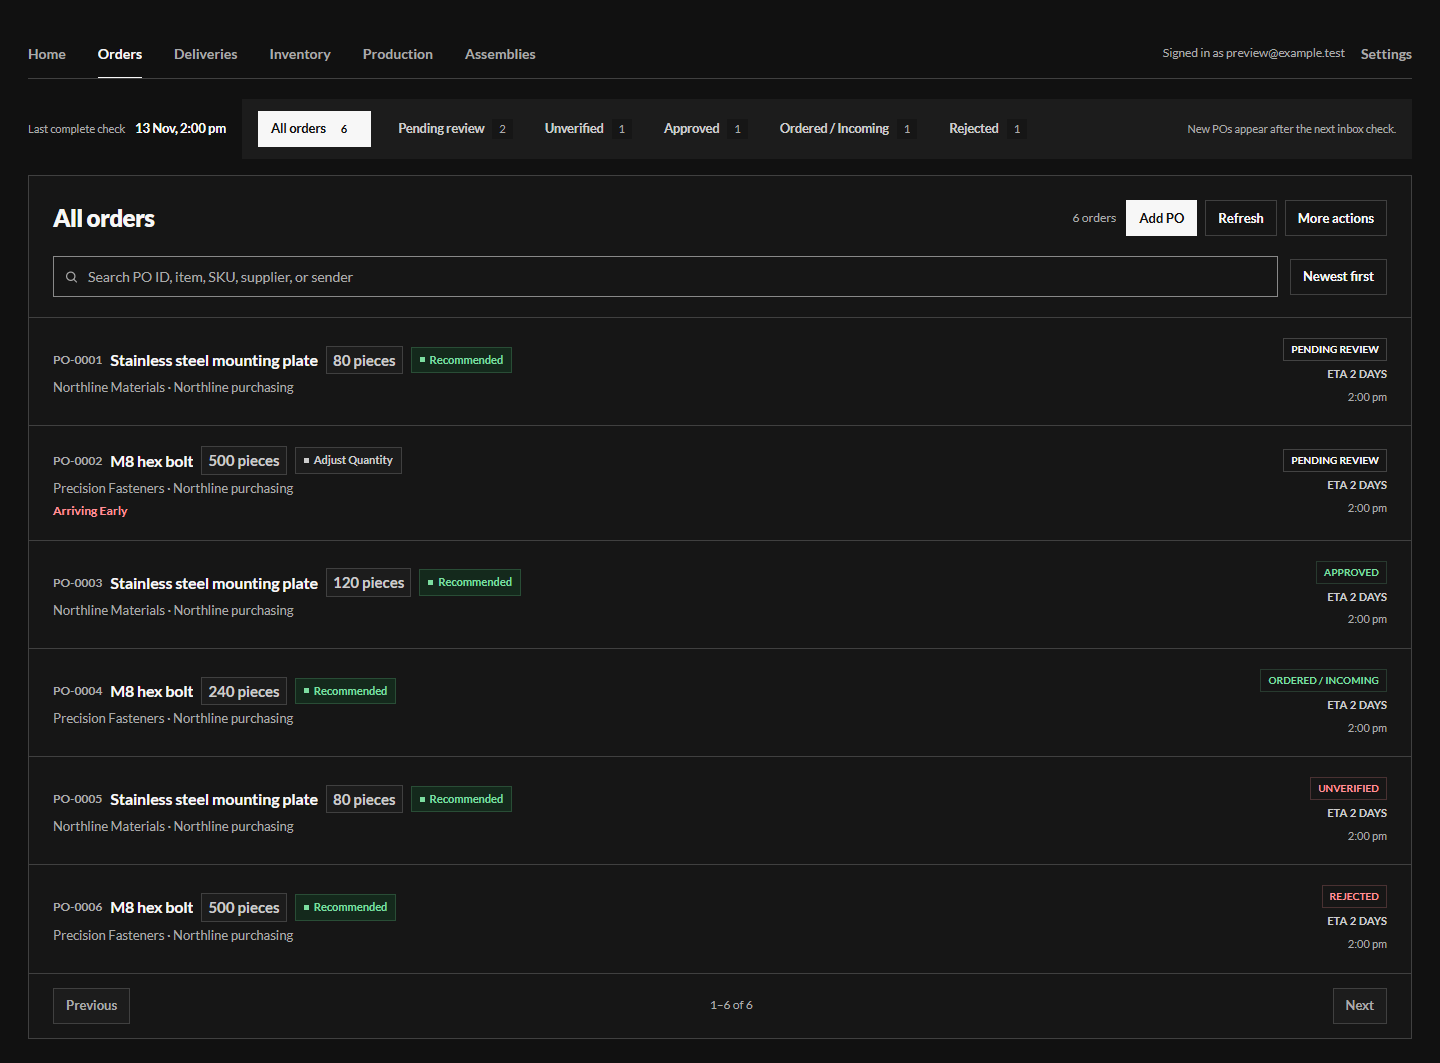 Home Orders Deliveries Inventory Production Assemblies Signed in as preview@example.test Settings
Last complete check 13 Nov, 2:00 pm All orders 6 Pending review 2 Unverified 1 Approved 1 Ordered / Incoming 1 Rejected 1 New POs appear after the next inbox check.
All orders 6 orders Add PO Refresh More actions
Search PO ID, item, SKU, supplier, or sender Newest first
PO-0001 Stainless steel mounting plate 80 pieces Recommended PENDING REVIEW
ETA 2 DAYS
Northline Materials · Northline purchasing
2:00 pm
PO-0002 M8 hex bolt 500 pieces Adjust Quantity PENDING REVIEW
Precision Fasteners · Northline purchasing ETA 2 DAYS
Arriving Early 2:00 pm
PO-0003 Stainless steel mounting plate 120 pieces Recommended APPROVED
ETA 2 DAYS
Northline Materials · Northline purchasing
2:00 pm
PO-0004 M8 hex bolt 240 pieces Recommended ORDERED / INCOMING
ETA 2 DAYS
Precision Fasteners · Northline purchasing
2:00 pm
PO-0005 Stainless steel mounting plate 80 pieces Recommended UNVERIFIED
ETA 2 DAYS
Northline Materials · Northline purchasing
2:00 pm
PO-0006 M8 hex bolt 500 pieces Recommended REJECTED
ETA 2 DAYS
Precision Fasteners · Northline purchasing
2:00 pm
Previous 1–6 of 6 Next